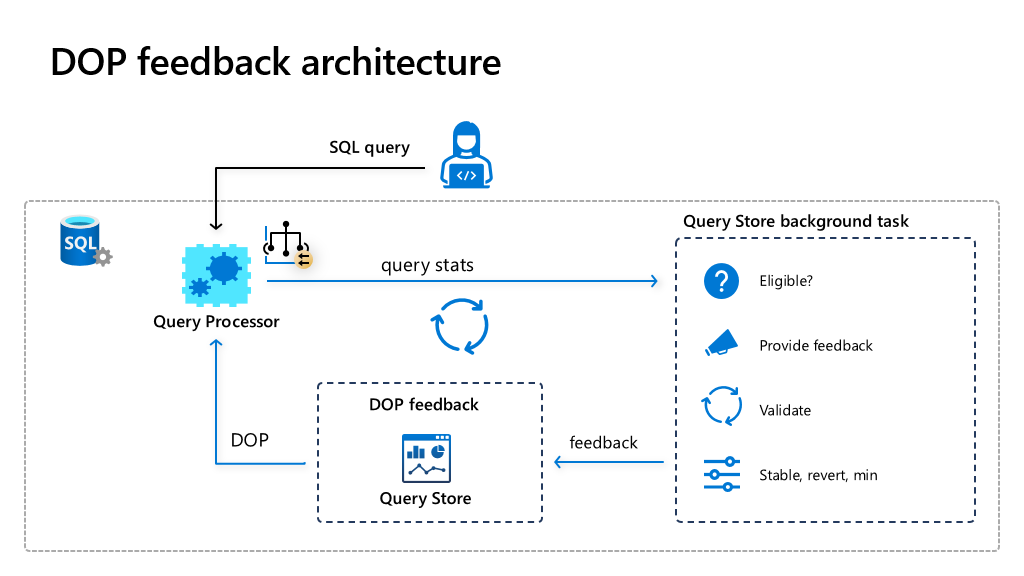 DOP feedback architecture
SQL query
</>
SQL
Query Store background task
query stats
Eligible?
Query Processor
Provide feedback
DOP feedback
Validate
DOP
feedback
Stable, revert, min
Query Store